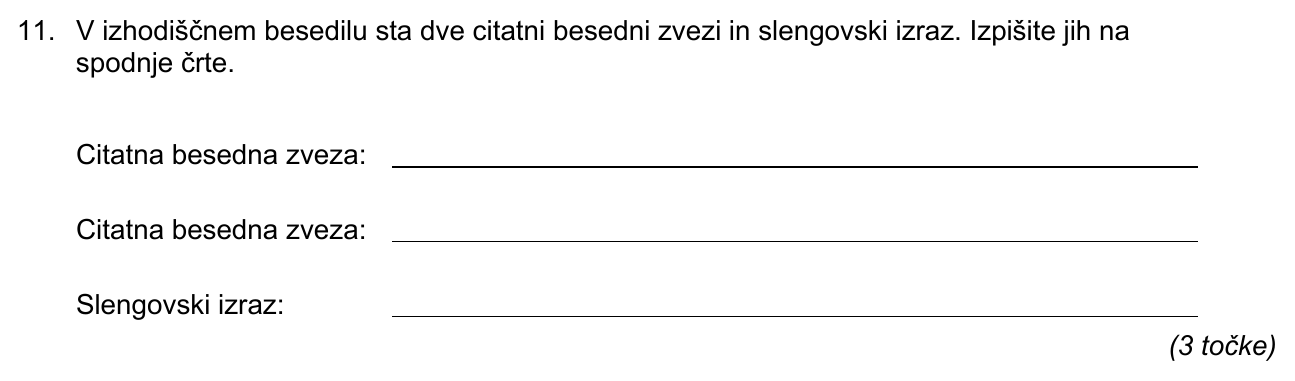 11. V izhodiščnem besedilu sta dve citatni besedni zvezi in slengovski izraz. Izpišite jih na
spodnje črte.
Citatna besedna zveza:
Citatna besedna zveza:
Slengovski izraz:
(3 točke)